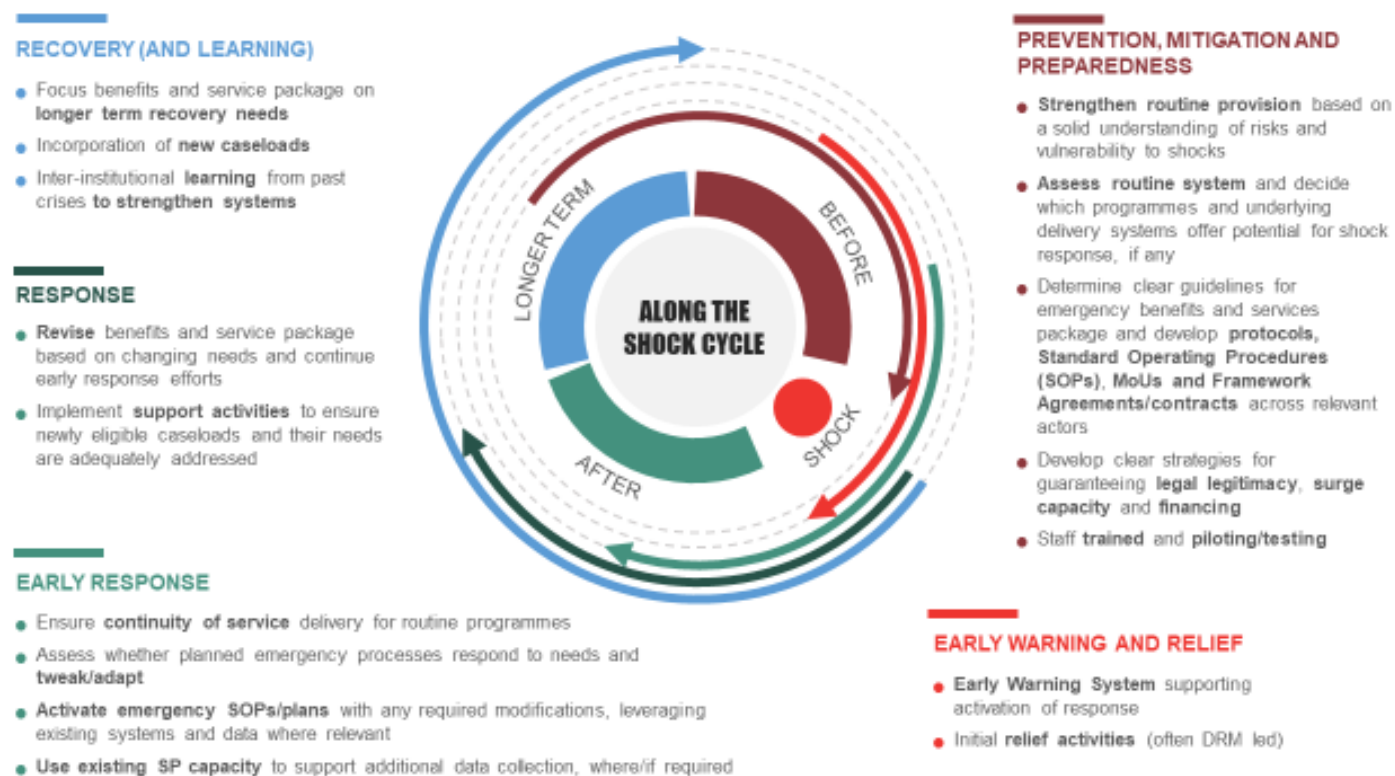 RECOVERY (AND LEARNING)
Focus benefits and service package on
longer term recovery needs
Incorporation of new caseloads
Inter-institutional learning from past
crises to strengthen systems
RESPONSE
Revise benefits and service package
based on changing needs and continue
early response efforts
Implement support activities to ensure
newly eligible caseloads and their needs
are adequately addressed
EARLY RESPONSE
Ensure continuity of service delivery for routine programmes
Assess whether planned emergency processes respond to needs and
tweak/adapt
Activate emergency SOPs/plans with any required modifications, leveraging
existing systems and data where relevant
Use existing SP capacity to support additional data collection, where/if required
LONGER TERM
BEFORE
ALONG THE
SHOCK CYCLE
SHOCK
AFTER
PREVENTION, MITIGATION AND
PREPAREDNESS
Strengthen routine provision based on
a solid understanding of risks and
vulnerability to shocks
Assess routine system and decide
which programmes and underlying
delivery systems offer potential for shock
response, if any
Determine clear guidelines for
emergency benefits and services
package and develop protocols,
Standard Operating Procedures
(SOPs), MoUs and Framework
Agreements/contracts across relevant
actors
Develop clear strategies for
guaranteeing legal legitimacy, surge
capacity and financing
Staff trained and piloting/testing
EARLY WARNING AND RELIEF
Early Warning System supporting
activation of response
Initial relief activities (often DRM led)